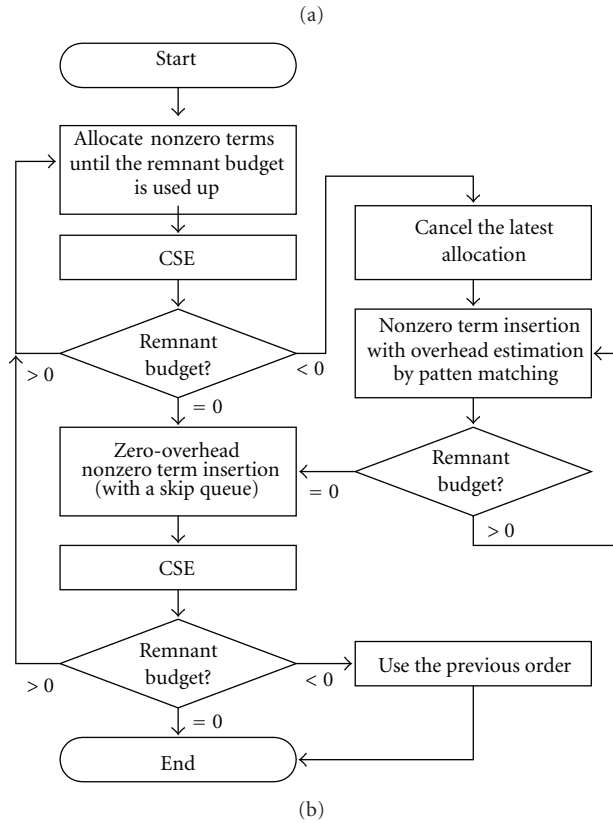 (a)
Start
Allocate nonzero terms
until the remnant budget
is used up
CSE
Remnant
budget?
> 0
< 0
= 0
Cancel the latest
allocation
Nonzero term insertion
with overhead estimation
by patten matching
Remnant
budget?
= 0
> 0
Zero-overhead
nonzero term insertion
(with a skip queue)
CSE
Remnant
budget?
> 0
< 0
= 0
Use the previous order
End
(b)